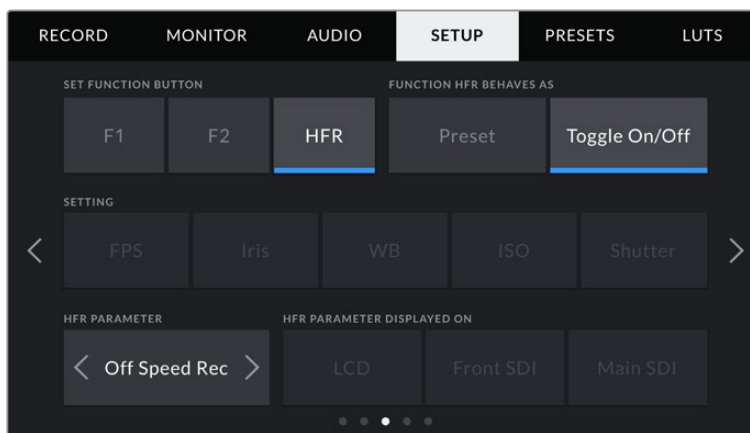 RECORD MONITOR AUDIO SETUP PRESETS LUTS
SET FUNCTION BUTTON FUNCTION HFR BEHAVES AS
F1 F2 HFR Preset Toggle On/Off
SETTING
FPS Iris WB ISO Shutter
HFR PARAMETER HFR PARAMETER DISPLAYED ON
Off Speed Rec LCD Front SDI Main SDI